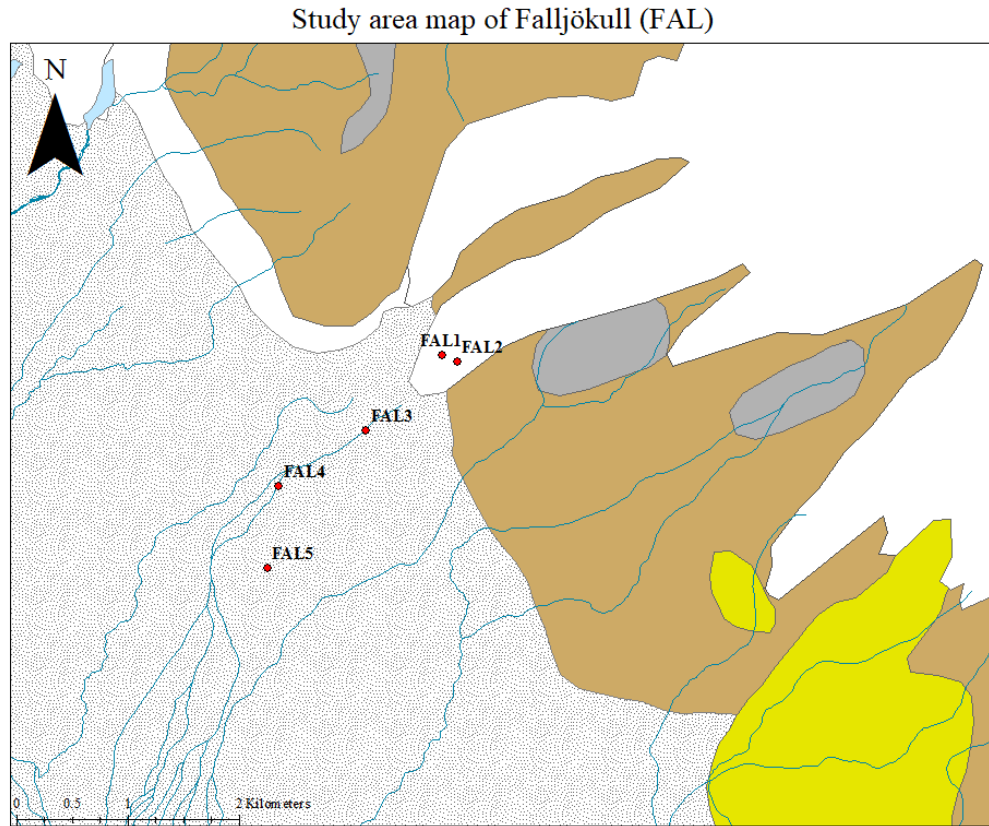 Study area map of Falljökull (FAL)
N
FAL1
FAL2
FAL3
FAL4
FAL5
0 0.5 1 2 Kilometers